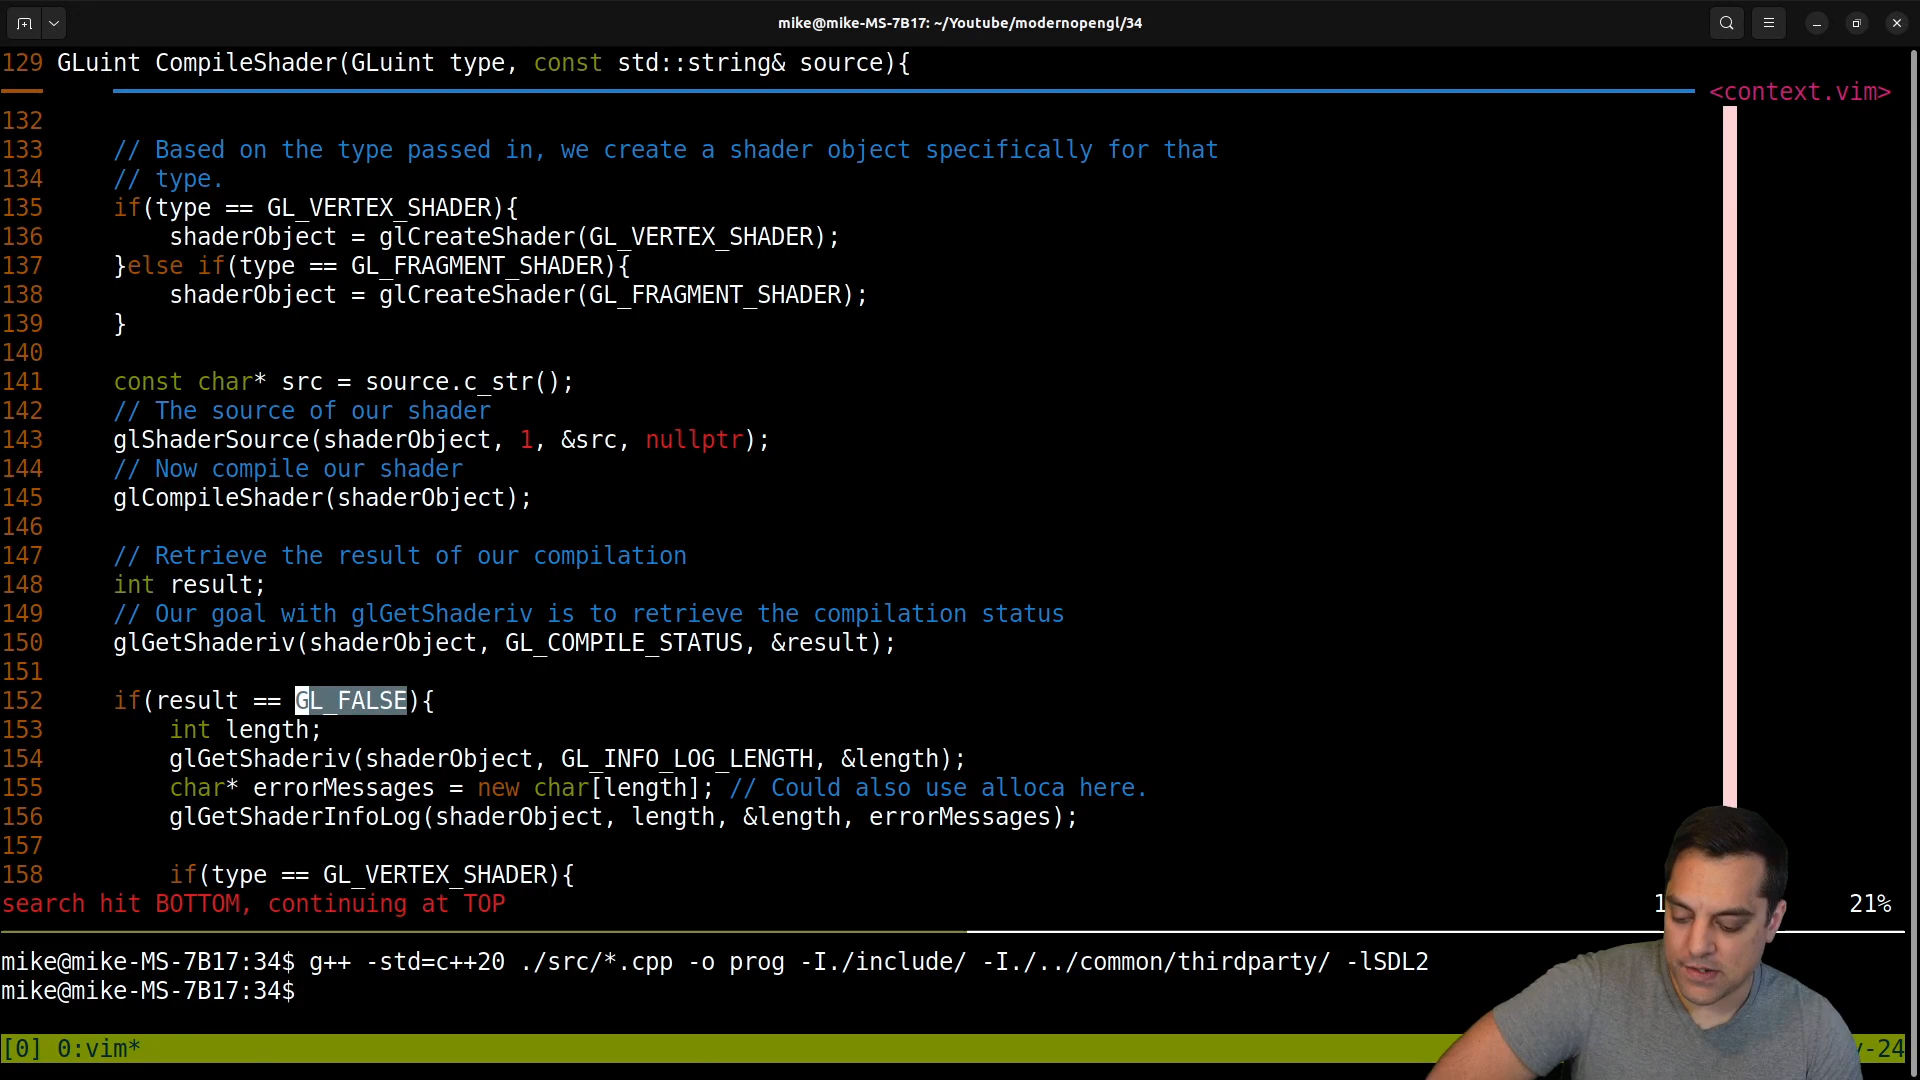 mike@mike-MS-7B17: ~/Youtube/modernopengl/34
129 GLuint CompileShader(GLuint type, const std::string& source){
<context.vim>
132
133     // Based on the type passed in, we create a shader object specifically for that
134     // type.
135     if(type == GL_VERTEX_SHADER){
136         shaderObject = glCreateShader(GL_VERTEX_SHADER);
137     }else if(type == GL_FRAGMENT_SHADER){
138         shaderObject = glCreateShader(GL_FRAGMENT_SHADER);
139     }
140
141     const char* src = source.c_str();
142     // The source of our shader
143     glShaderSource(shaderObject, 1, &src, nullptr);
144     // Now compile our shader
145     glCompileShader(shaderObject);
146
147     // Retrieve the result of our compilation
148     int result;
149     // Our goal with glGetShaderiv is to retrieve the compilation status
150     glGetShaderiv(shaderObject, GL_COMPILE_STATUS, &result);
151
152     if(result == GL_FALSE){
153         int length;
154         glGetShaderiv(shaderObject, GL_INFO_LOG_LENGTH, &length);
155         char* errorMessages = new char[length]; // Could also use alloca here.
156         glGetShaderInfoLog(shaderObject, length, &length, errorMessages);
157
158         if(type == GL_VERTEX_SHADER){
search hit BOTTOM, continuing at TOP 21%
mike@mike-MS-7B17:34$ g++ -std=c++20 ./src/*.cpp -o prog -I./include/ -I./../common/thirdparty/ -lSDL2
mike@mike-MS-7B17:34$
[0] 0:vim* -24